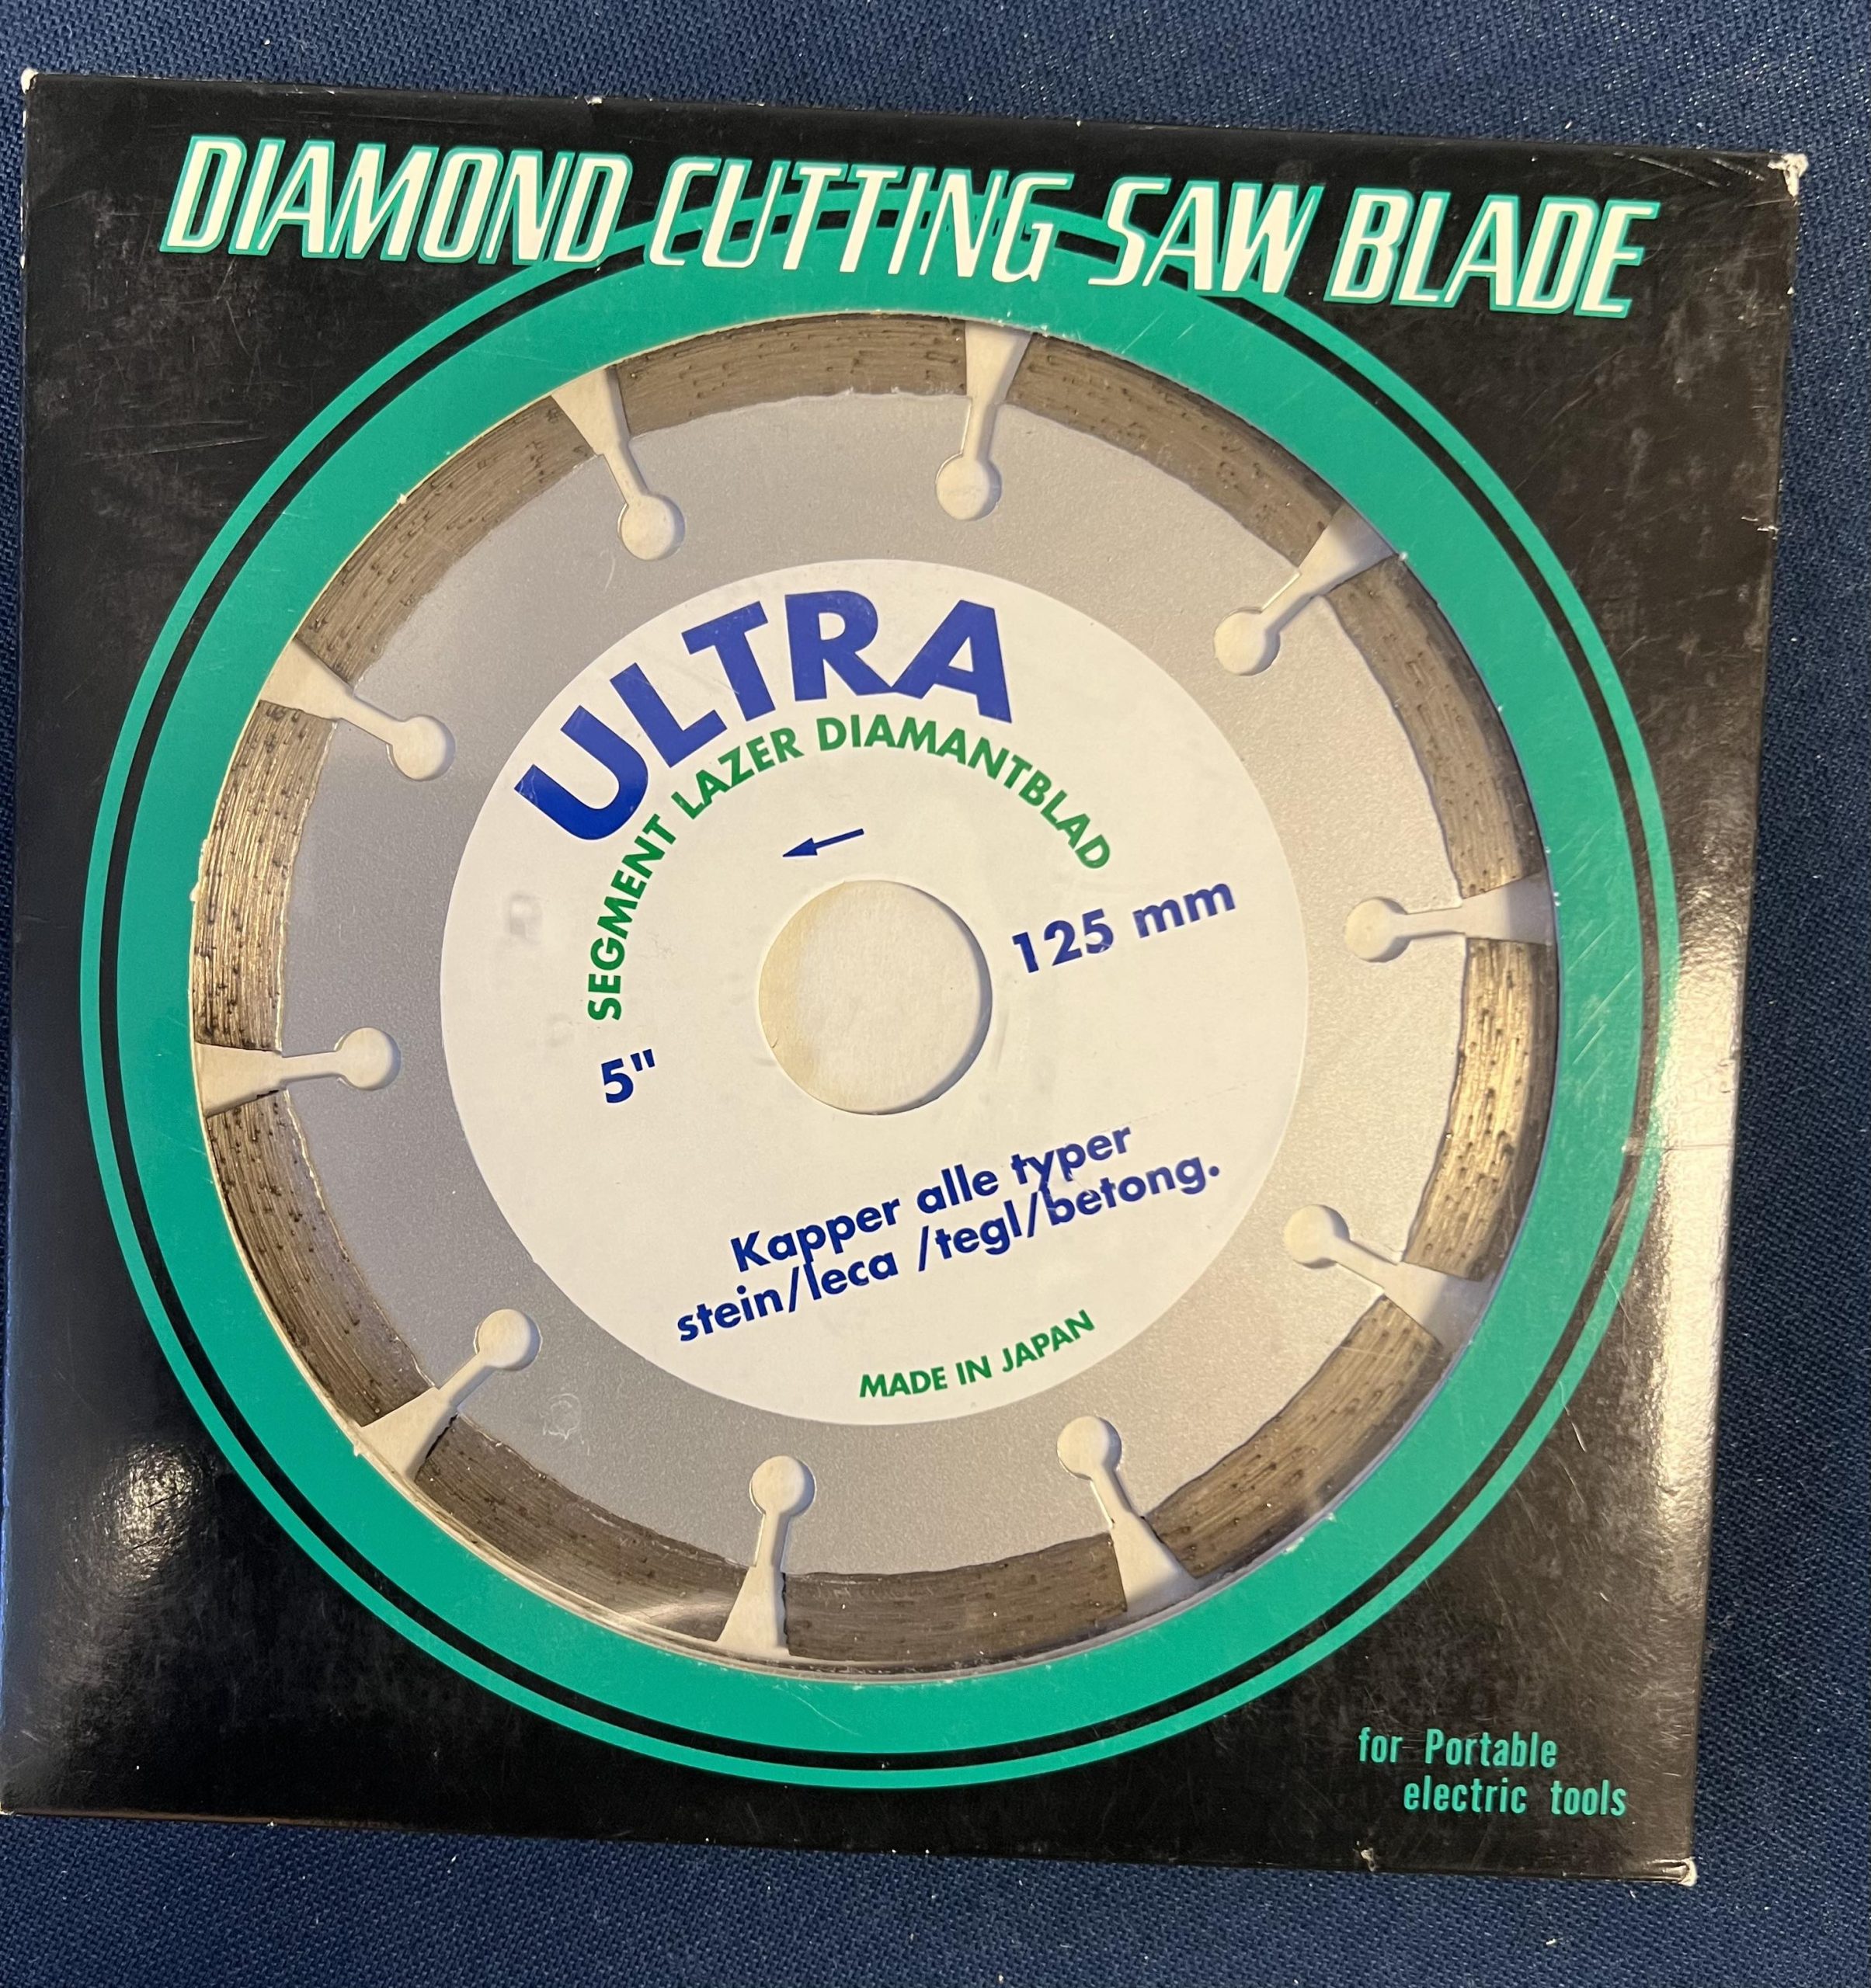 DIAMOND CUTTING SAW BLADE
ULTRA
SEGMENT LAZER DIAMANTBLAD
125 mm
5"
Kapper alle typer
stein/leca /tegl/betong.
MADE IN JAPAN
for Portable
electric tools